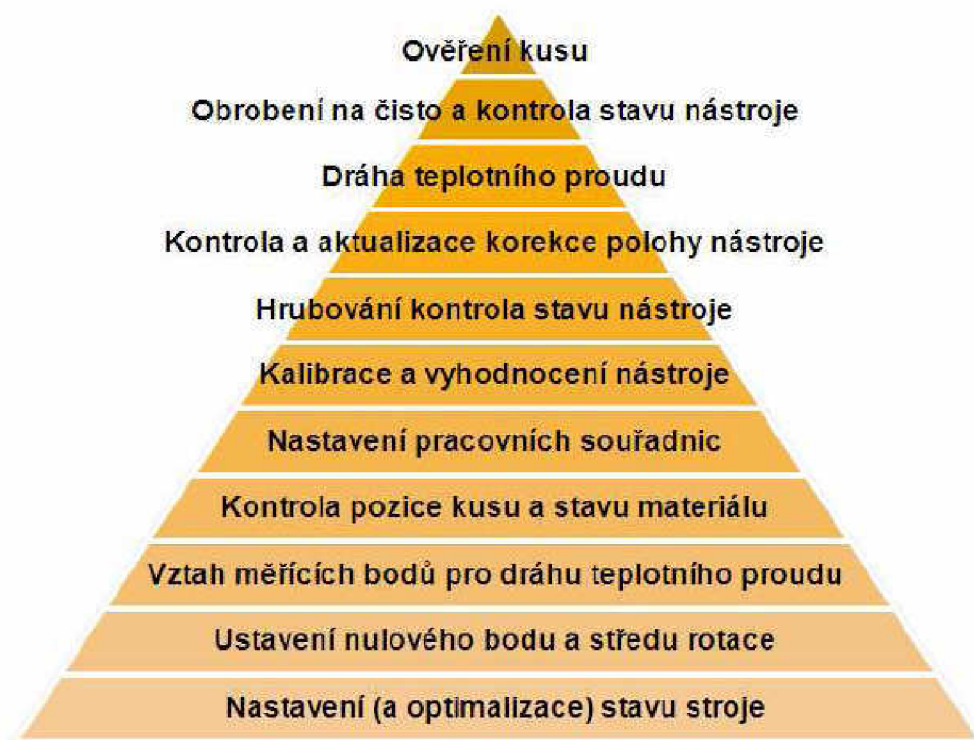 Ověření kusu
Obrobení na čisto a kontrola stavu nástroje
Dráha teplotního proudu
Kontrola a aktualizace korekce polohy nástroje
Hrubování kontrola stavu nástroje
Kalibrace a vyhodnocení nástroje
Nastavení pracovních souřadnic
Kontrola pozice kusu a stavu materiálu
Vztah měřících bodů pro dráhu teplotního proudu
Ustavení nulového bodu a středu rotace
Nastavení (a optimalizace) stavu stroje